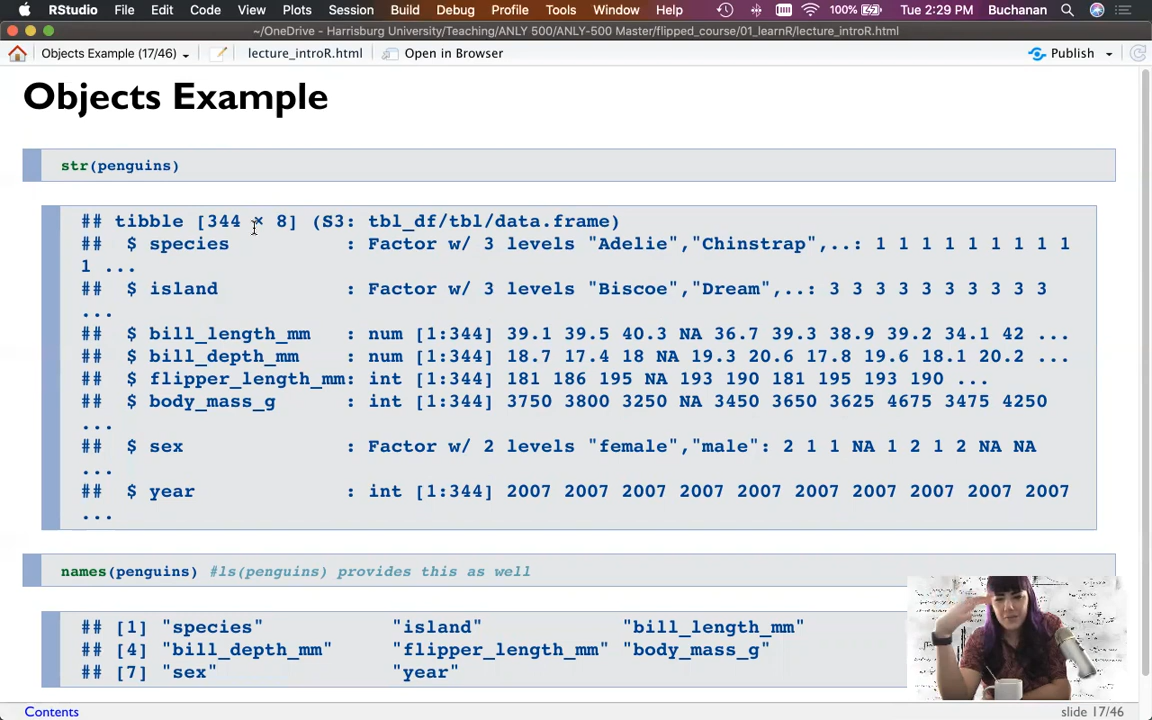 RStudio File Edit Code View Plots Session Build Debug Profile Tools Window Help 100% Tue 2:29 PM Buchanan
~/OneDrive - Harrisburg University/Teaching/ANLY 500/ANLY-500 Master/flipped_course/01_learnR/lecture_introR.html
Objects Example (17/46) lecture_introR.html Open in Browser Publish
Objects Example
str(penguins)
## tibble [344 × 8] (S3: tbl_df/tbl/data.frame)
## $ species : Factor w/ 3 levels "Adelie","Chinstrap",..: 1 1 1 1 1 1 1 1 1
1 ...
## $ island : Factor w/ 3 levels "Biscoe","Dream",..: 3 3 3 3 3 3 3 3 3 3
...
## $ bill_length_mm : num [1:344] 39.1 39.5 40.3 NA 36.7 39.3 38.9 39.2 34.1 42 ...
## $ bill_depth_mm : num [1:344] 18.7 17.4 18 NA 19.3 20.6 17.8 19.6 18.1 20.2 ...
## $ flipper_length_mm: int [1:344] 181 186 195 NA 193 190 181 195 193 190 ...
## $ body_mass_g : int [1:344] 3750 3800 3250 NA 3450 3650 3625 4675 3475 4250
...
## $ sex : Factor w/ 2 levels "female","male": 2 1 1 NA 1 2 1 2 NA NA
...
## $ year : int [1:344] 2007 2007 2007 2007 2007 2007 2007 2007 2007 2007
...
names(penguins) #ls(penguins) provides this as well
## [1] "species" "island" "bill_length_mm"
## [4] "bill_depth_mm" "flipper_length_mm" "body_mass_g"
## [7] "sex" "year"
Contents slide 17/46